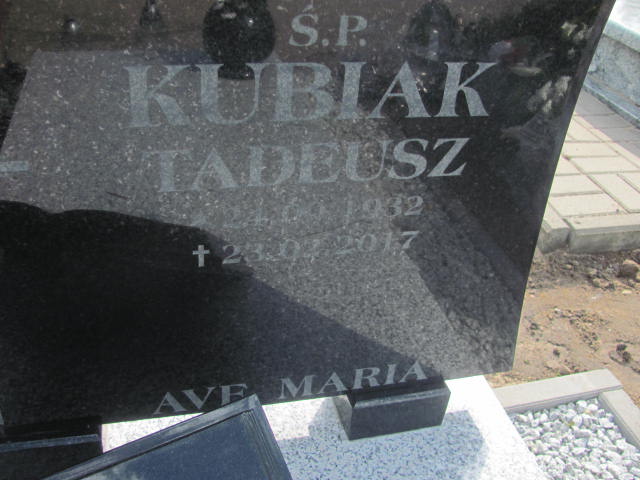 Ś.P.
KUBIAK
TADEUSZ
1932
✝ 2017
AVE MARIA